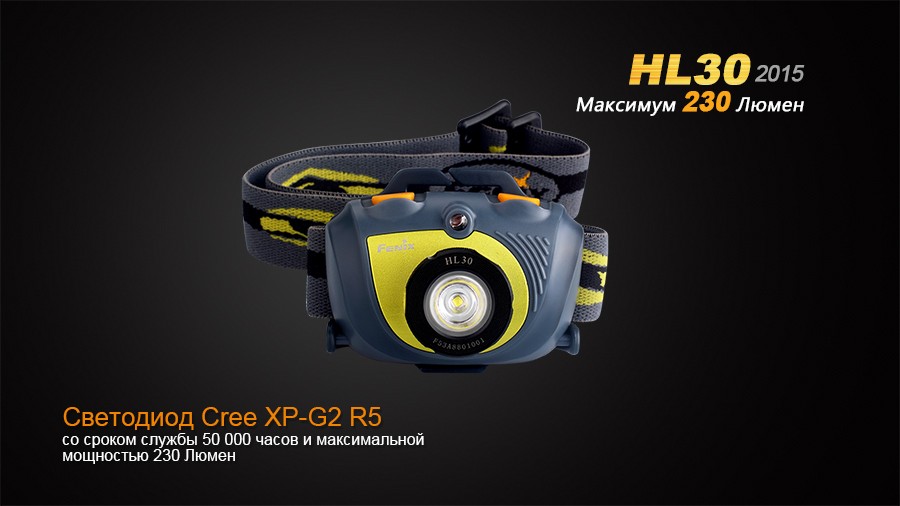 HL30 2015
Максимум 230 Люмен
Fenix
HL30
F53A0001001
Светодиод Cree XP-G2 R5
со сроком службы 50 000 часов и максимальной
мощностью 230 Люмен